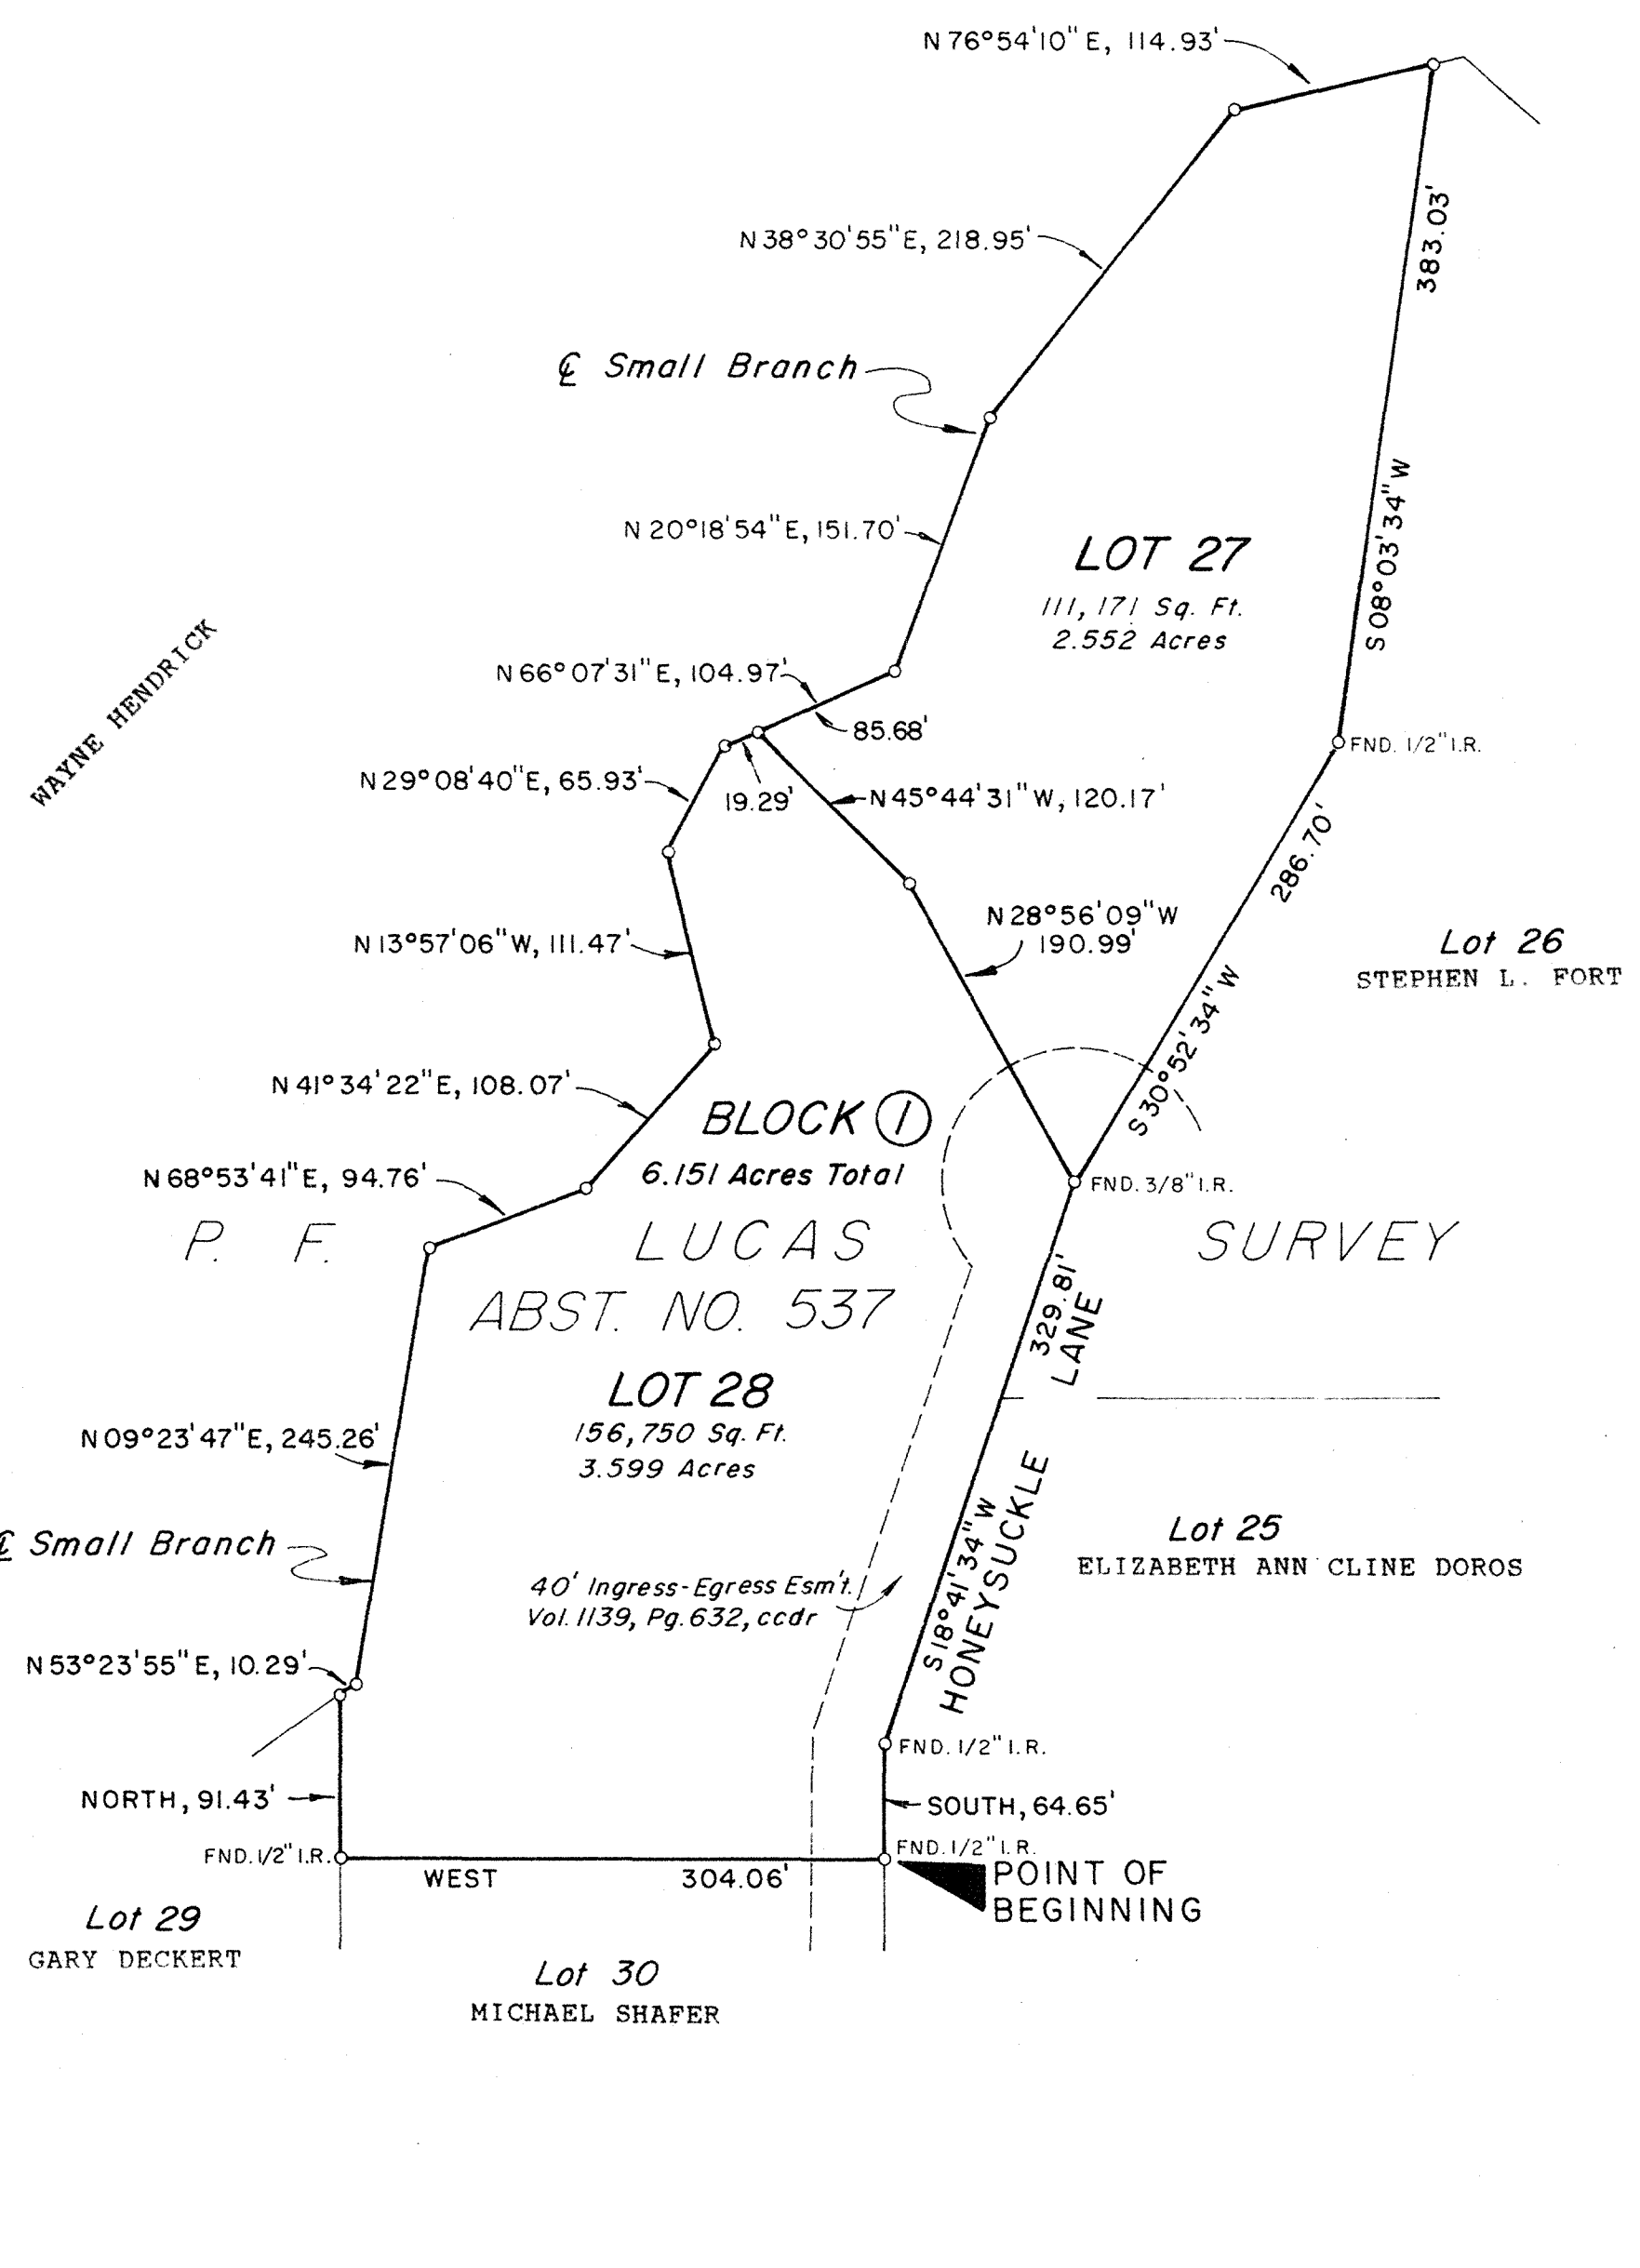 N 76°54'10" E, 114.93'
383.03'
N 38°30'55" E, 218.95'
℄ Small Branch
S 08°03'34" W
N 20°18'54" E, 151.70'
LOT 27
111, 171 Sq. Ft.
2.552 Acres
WAYNE HENDRICK
N 66°07'31" E, 104.97'
85.68'
FND. 1/2" I.R.
N 29°08'40" E, 65.93'
19.29'
N 45°44'31" W, 120.17'
286.70'
N 28°56'09" W
190.99'
N 13°57'06" W, 111.47'
Lot 26
STEPHEN L. FORT
S 30°52'34" W
N 41°34'22" E, 108.07'
BLOCK 1
6.151 Acres Total
N 68°53'41" E, 94.76'
FND. 3/8" I.R.
P. F. LUCAS SURVEY
ABST. NO. 537
329.81'
LANE
LOT 28
156,750 Sq. Ft.
3.599 Acres
N 09°23'47" E, 245.26'
S 18°41'34" W
HONEYSUCKLE
Lot 25
ELIZABETH ANN CLINE DOROS
℄ Small Branch
40' Ingress-Egress Esm't.
Vol. 1139, Pg. 632, ccdr
N 53°23'55" E, 10.29'
FND. 1/2" I.R.
NORTH, 91.43'
SOUTH, 64.65'
FND. 1/2" I.R.
FND. 1/2" I.R.
WEST 304.06'
POINT OF
BEGINNING
Lot 29
GARY DECKERT
Lot 30
MICHAEL SHAFER